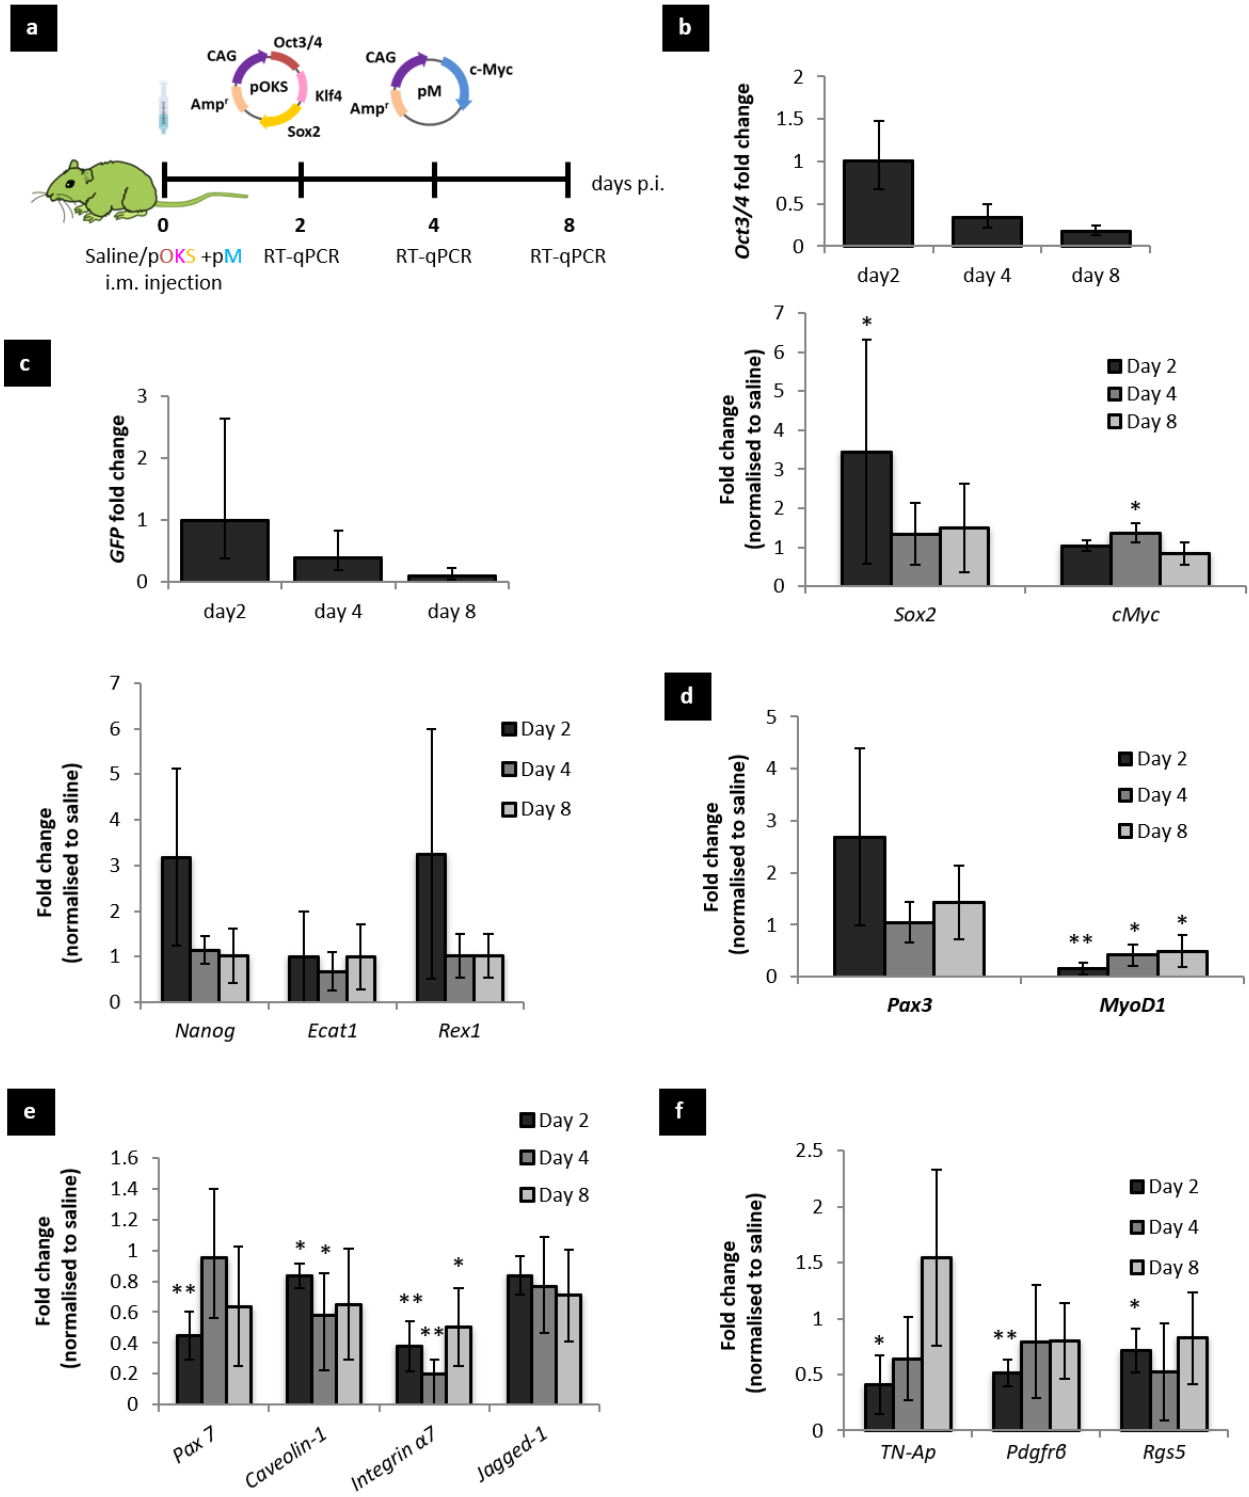 a
CAG
Oct3/4
pOKS
Klf4
Ampʳ
Sox2
CAG
c-Myc
pM
Ampʳ
days p.i.
0
2
4
8
Saline/pOKS +pM
i.m. injection
RT-qPCR
RT-qPCR
RT-qPCR
b
Oct3/4 fold change
2
1.5
1
0.5
0
day2
day 4
day 8
Fold change
(normalised to saline)
7
6
5
4
3
2
1
0
*
*
Day 2
Day 4
Day 8
Sox2
cMyc
c
GFP fold change
3
2
1
0
day2
day 4
day 8
Fold change
(normalised to saline)
7
6
5
4
3
2
1
0
Day 2
Day 4
Day 8
Nanog
Ecat1
Rex1
d
Fold change
(normalised to saline)
5
4
3
2
1
0
Day 2
Day 4
Day 8
**
*
*
Pax3
MyoD1
e
Fold change
(normalised to saline)
1.6
1.4
1.2
1
0.8
0.6
0.4
0.2
0
Day 2
Day 4
Day 8
**
*
*
**
**
*
Pax 7
Caveolin-1
Integrin α7
Jagged-1
f
Fold change
(normalised to saline)
2.5
2
1.5
1
0.5
0
Day 2
Day 4
Day 8
*
**
*
TN-Ap
Pdgfrβ
Rgs5